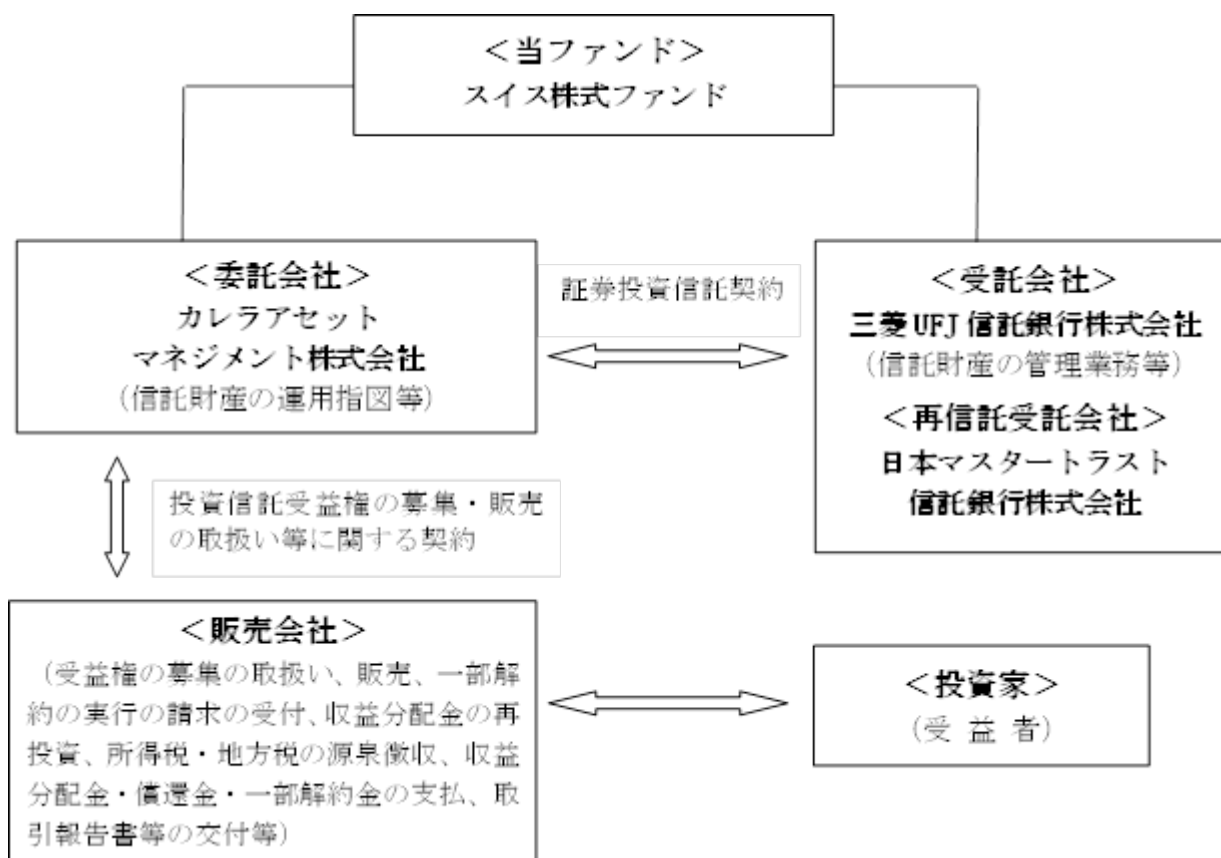 ＜当ファンド＞
スイス株式ファンド
＜委託会社＞
カレラアセット
マネジメント株式会社
（信託財産の運用指図等）
証券投資信託契約
＜受託会社＞
三菱 UFJ 信託銀行株式会社
（信託財産の管理業務等）
＜再信託受託会社＞
日本マスタートラスト
信託銀行株式会社
投資信託受益権の募集・販売
の取扱い等に関する契約
＜販売会社＞
（受益権の募集の取扱い、販売、一部解
約の実行の請求の受付、収益分配金の再
投資、所得税・地方税の源泉徴収、収益
分配金・償還金・一部解約金の支払、取
引報告書等の交付等）
＜投資家＞
（受 益 者）